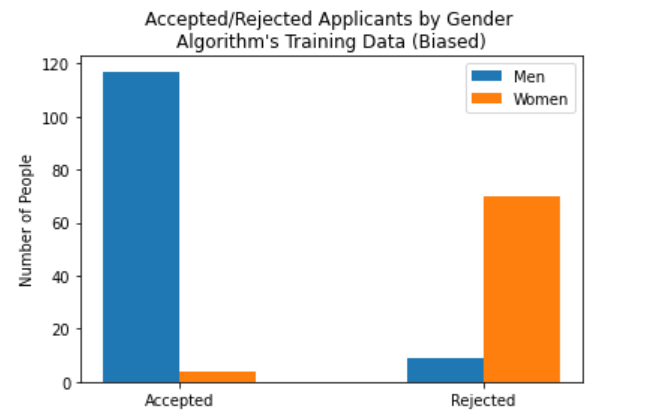 Accepted/Rejected Applicants by Gender
Algorithm's Training Data (Biased)
120
100
80
60
40
20
0
Number of People
Men
Women
Accepted
Rejected